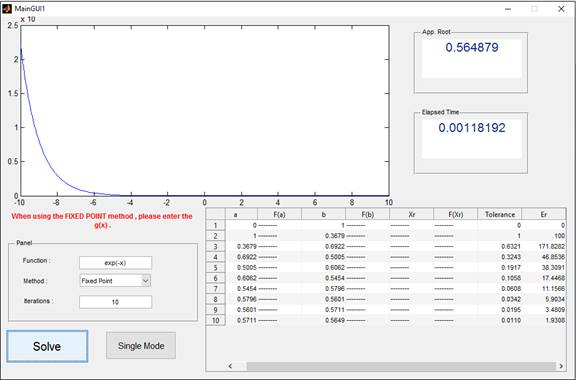 MainGUI1
x 10
2.5
2
1.5
1
0.5
0
-10 -8 -6 -4 -2 0 2 4 6 8 10
App. Root
0.564879
Elapsed Time
0.00118192
When using the FIXED POINT method , please enter the
g(x) .
Panel
Function : exp(-x)
Method : Fixed Point
Iterations : 10
Solve
Single Mode
a F(a) b F(b) Xr F(Xr) Tolerance Er
1 0 -------- 1 -------- -------- -------- 0 0
2 1 -------- 0.3679 -------- -------- -------- 1 100
3 0.3679 -------- 0.6922 -------- -------- -------- 0.6321 171.8282
4 0.6922 -------- 0.5005 -------- -------- -------- 0.3243 46.8536
5 0.5005 -------- 0.6062 -------- -------- -------- 0.1917 38.3091
6 0.6062 -------- 0.5454 -------- -------- -------- 0.1058 17.4468
7 0.5454 -------- 0.5796 -------- -------- -------- 0.0608 11.1566
8 0.5796 -------- 0.5601 -------- -------- -------- 0.0342 5.9034
9 0.5601 -------- 0.5711 -------- -------- -------- 0.0195 3.4809
10 0.5711 -------- 0.5649 -------- -------- -------- 0.0110 1.9308